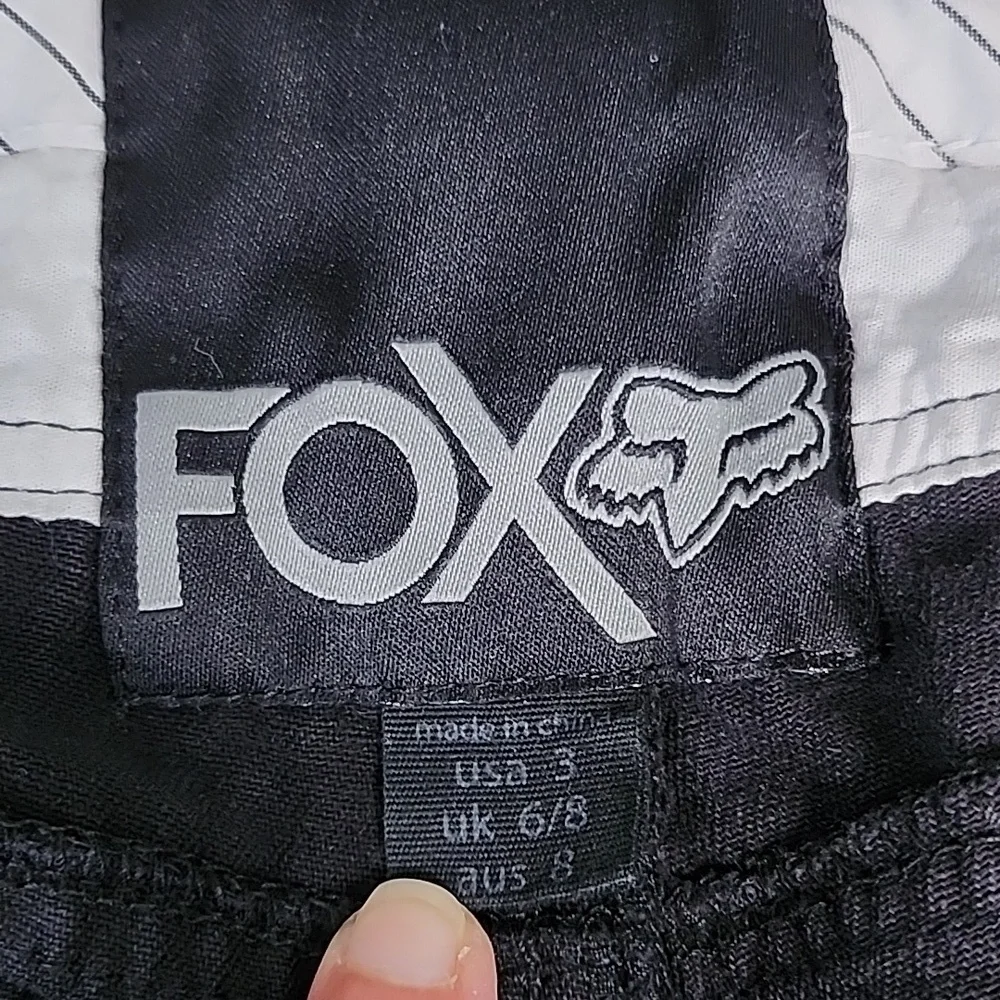 FOX
made in china
usa 3
uk 6/8
aus 8